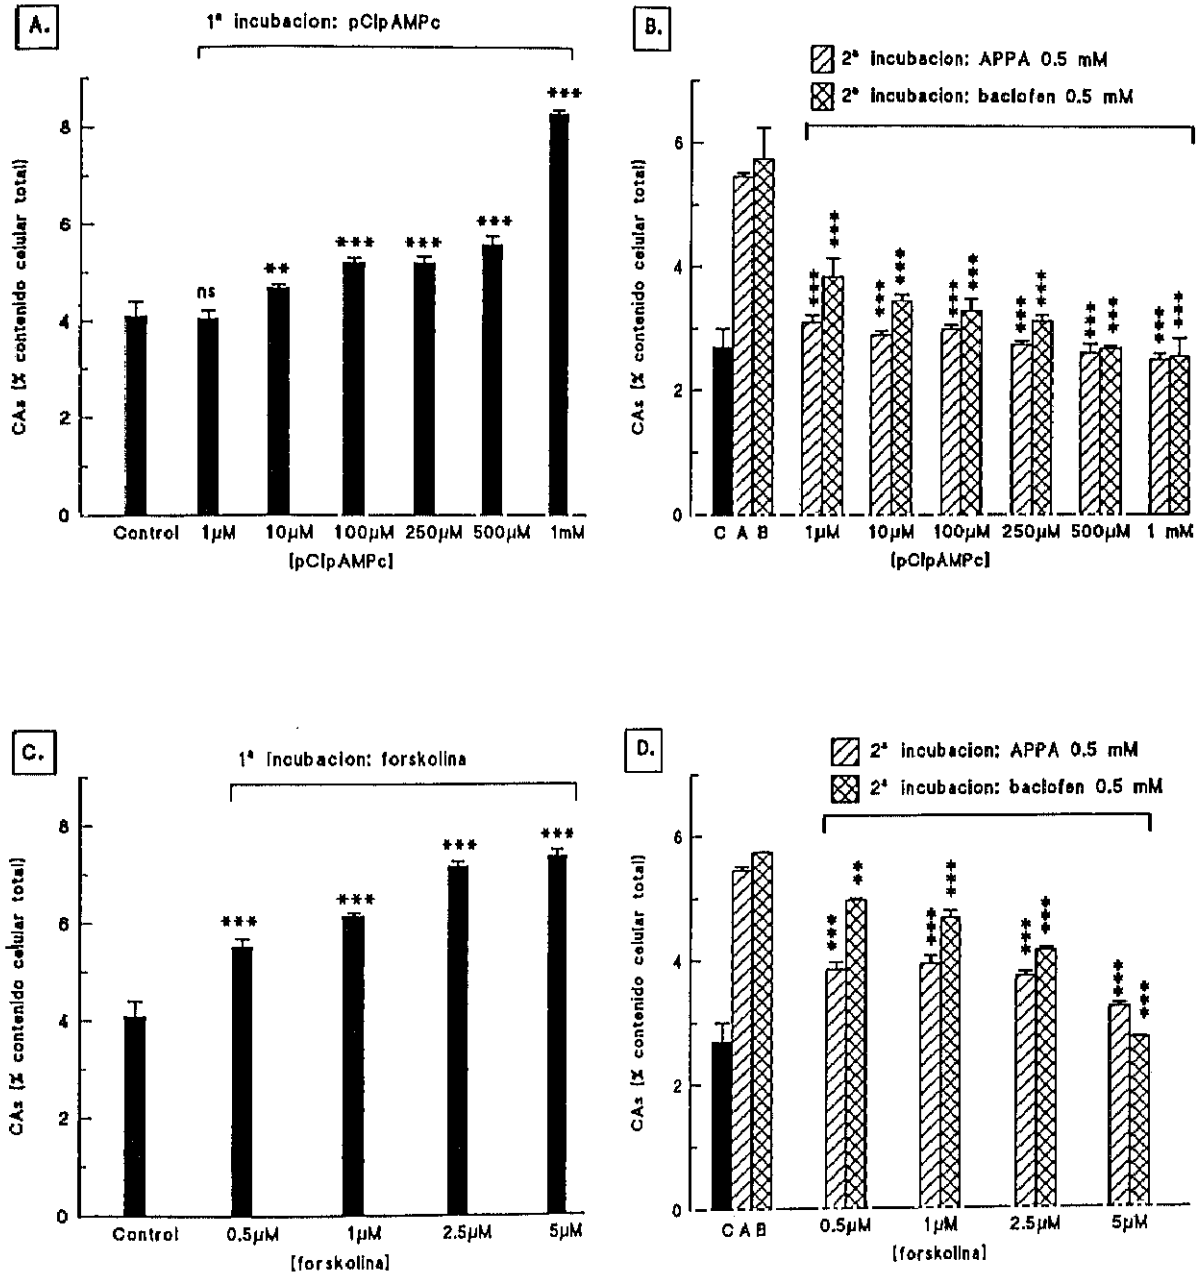 A.
1ª incubacion: pClpAMPc
CAs (% contenido celular total)
8
6
4
2
0
ns
**
***
***
***
***
Control 1µM 10µM 100µM 250µM 500µM 1mM
[pClpAMPc]
B.
2ª incubacion: APPA 0.5 mM
2ª incubacion: baclofen 0.5 mM
CAs (% contenido celular total)
6
4
2
0
***
***
***
***
***
***
***
***
***
***
***
***
C A B 1µM 10µM 100µM 250µM 500µM 1 mM
[pClpAMPc]
C.
1ª incubacion: forskolina
CAs (% contenido celular total)
8
6
4
2
0
***
***
***
***
Control 0.5µM 1µM 2.5µM 5µM
[forskolina]
D.
2ª incubacion: APPA 0.5 mM
2ª incubacion: baclofen 0.5 mM
CAs (% contenido celular total)
6
4
2
0
***
**
***
***
***
***
***
***
C A B 0.5µM 1µM 2.5µM 5µM
[forskolina]